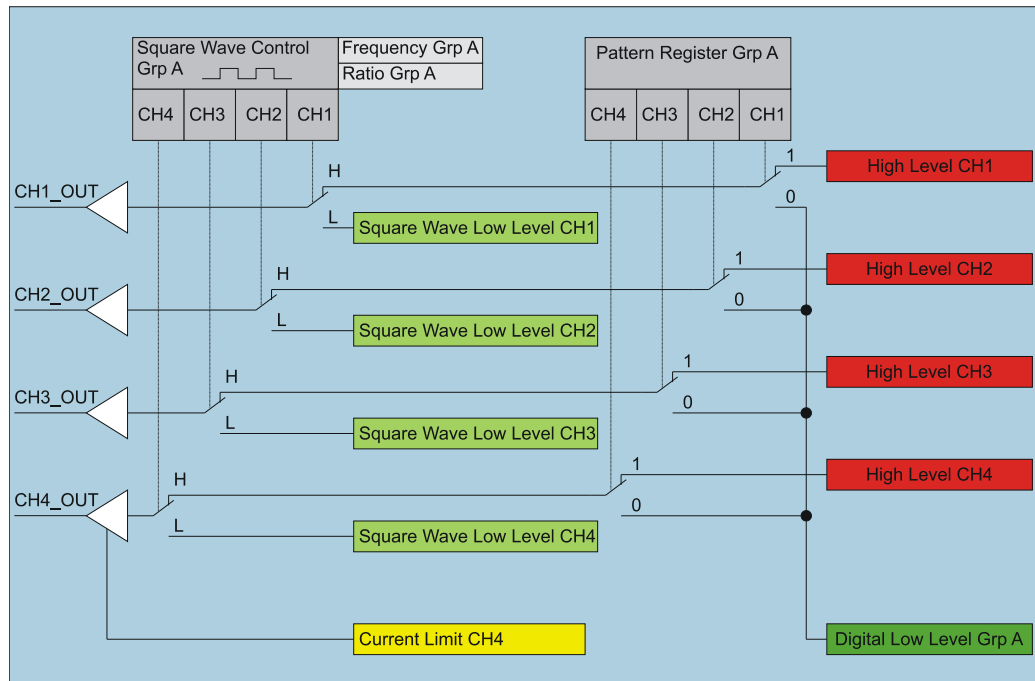 Square Wave Control
Grp A
Frequency Grp A
Ratio Grp A
CH4 CH3 CH2 CH1
Pattern Register Grp A
CH4 CH3 CH2 CH1
CH1_OUT
H
L
Square Wave Low Level CH1
1
0
High Level CH1
CH2_OUT
H
L
Square Wave Low Level CH2
1
0
High Level CH2
CH3_OUT
H
L
Square Wave Low Level CH3
1
0
High Level CH3
CH4_OUT
H
L
Square Wave Low Level CH4
1
0
High Level CH4
Current Limit CH4
Digital Low Level Grp A